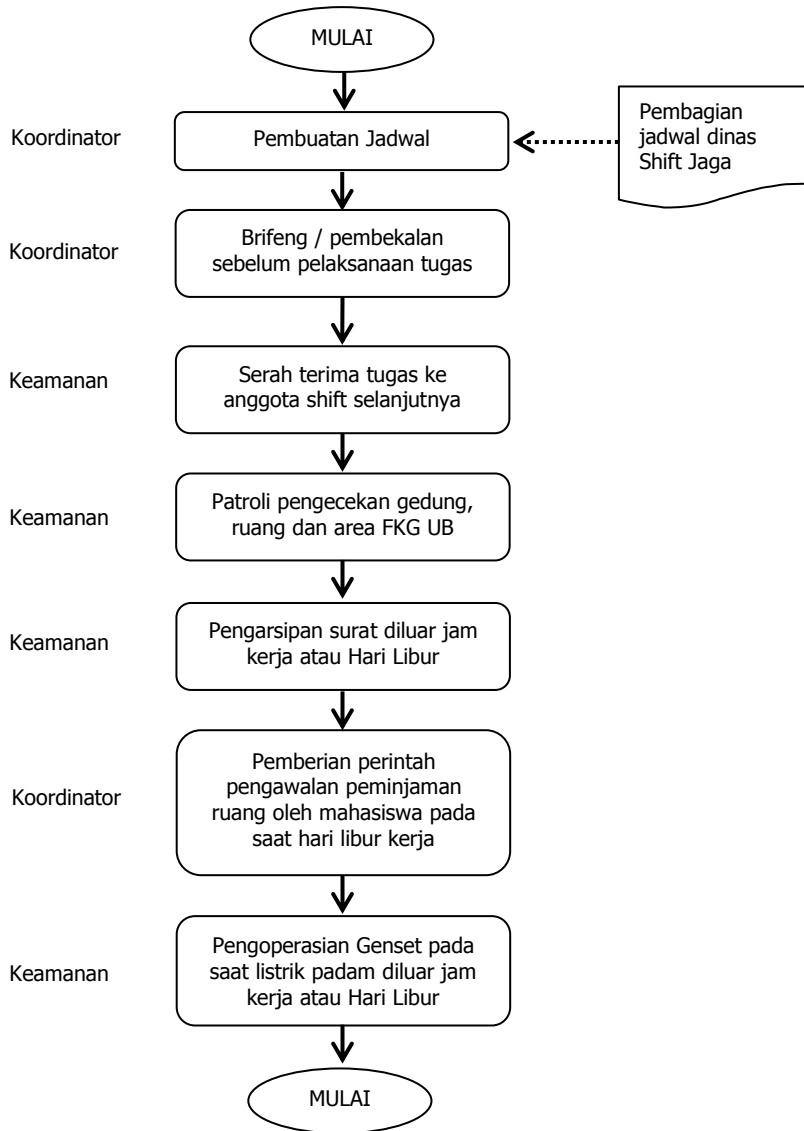 MULAI
Koordinator
Pembuatan Jadwal
Pembagian
jadwal dinas
Shift Jaga
Koordinator
Brifeng / pembekalan
sebelum pelaksanaan tugas
Keamanan
Serah terima tugas ke
anggota shift selanjutnya
Keamanan
Patroli pengecekan gedung,
ruang dan area FKG UB
Keamanan
Pengarsipan surat diluar jam
kerja atau Hari Libur
Koordinator
Pemberian perintah
pengawalan peminjaman
ruang oleh mahasiswa pada
saat hari libur kerja
Keamanan
Pengoperasian Genset pada
saat listrik padam diluar jam
kerja atau Hari Libur
MULAI